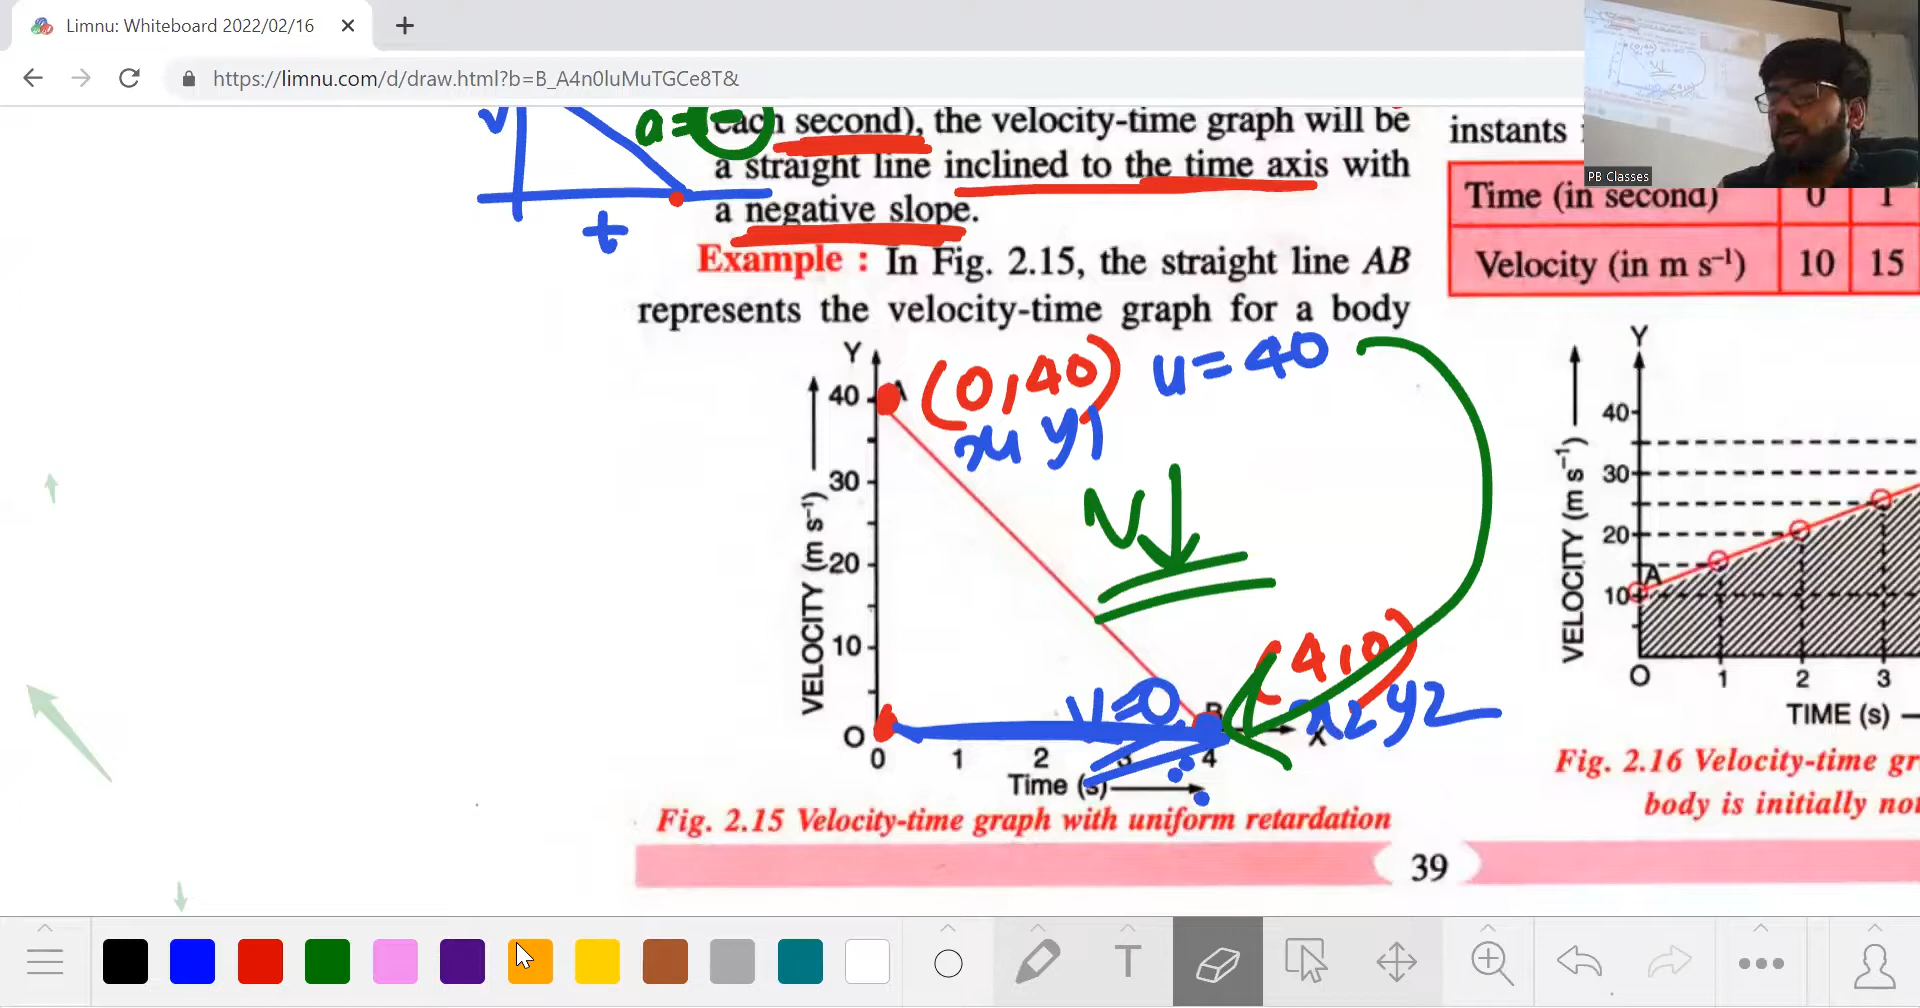 Limnu: Whiteboard 2022/02/16
https://limnu.com/d/draw.html?b=B_A4n0luMuTGCe8T&
PB Classes
v
t
a = (-)
each second), the velocity-time graph will be
a straight line inclined to the time axis with
a negative slope.
Example : In Fig. 2.15, the straight line AB
represents the velocity-time graph for a body
Y
40
30
20
10
O
VELOCITY (m s⁻¹)
A
(0,40)
x1 y1
u = 40
V
v=0
B
(4,0)
x2 y2
X
0 1 2 3 4
Time (s)
Fig. 2.15 Velocity-time graph with uniform retardation
39
instants
Time (in second) 0 1
Velocity (in m s⁻¹) 10 15
Y
40
30
20
10
VELOCITY (m s⁻¹)
A
O 1 2 3
TIME (s)
Fig. 2.16 Velocity-time gr
body is initially not
T